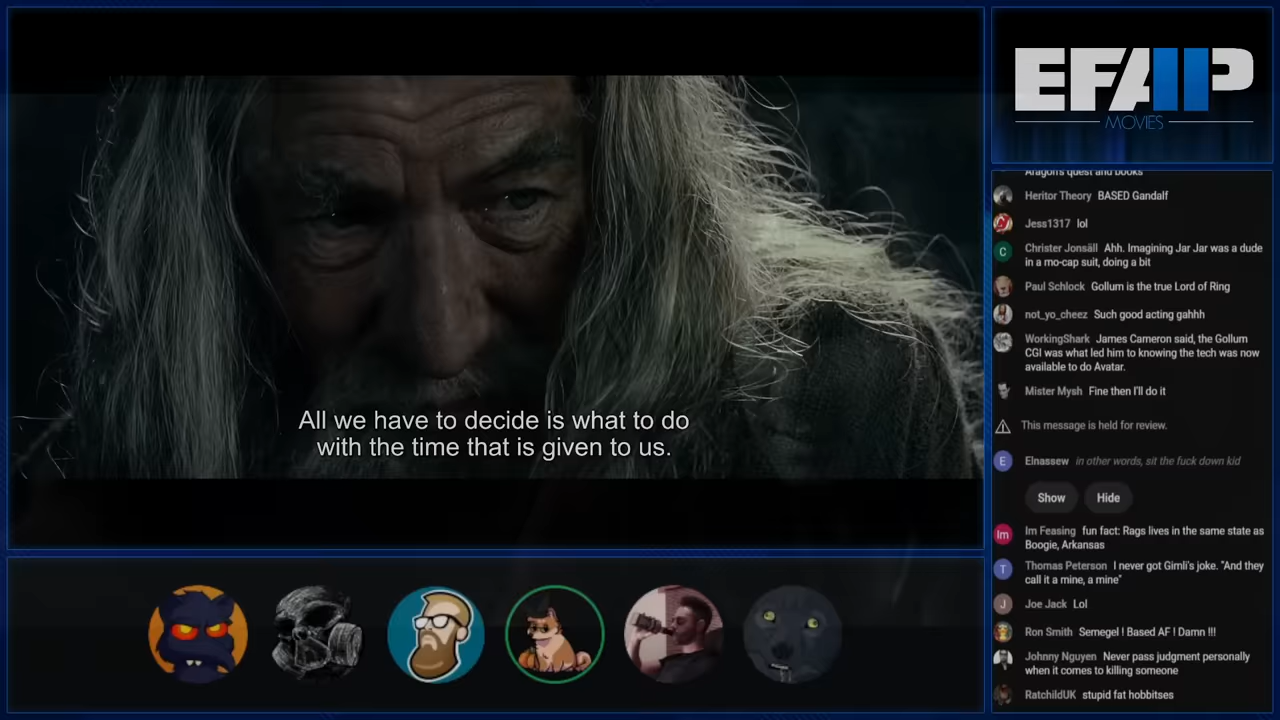 All we have to decide is what to do
with the time that is given to us.
EFAP
MOVIES
Aragon's quest and books
Heritor Theory BASED Gandalf
Jess1317 lol
C
Christer Jonsäll Ahh. Imagining Jar Jar was a dude
in a mo-cap suit, doing a bit
Paul Schlock Gollum is the true Lord of Ring
not_yo_cheez Such good acting gahhh
WorkingShark James Cameron said, the Gollum
CGI was what led him to knowing the tech was now
available to do Avatar.
Mister Mysh Fine then I'll do it
This message is held for review.
E
Elnassew in other words, sit the fuck down kid
Show Hide
Im
Im Feasing fun fact: Rags lives in the same state as
Boogie, Arkansas
T
Thomas Peterson I never got Gimli's joke. "And they
call it a mine, a mine"
J
Joe Jack Lol
Ron Smith Semegel ! Based AF ! Damn !!!
Johnny Nguyen Never pass judgment personally
when it comes to killing someone
RatchildUK stupid fat hobbitses